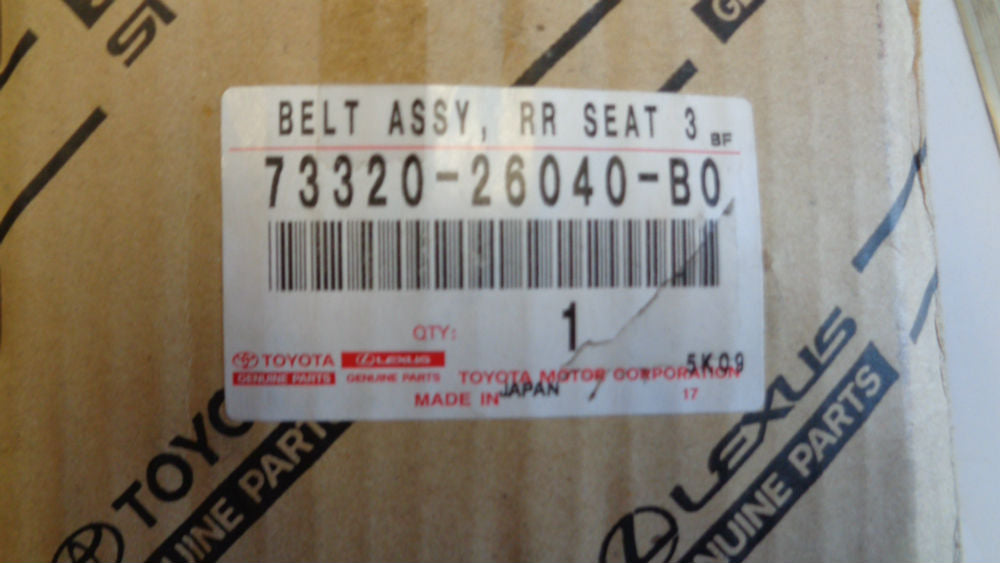 BELT ASSY, RR SEAT 3
BF
73320-26040-B0
QTY: 1
TOYOTA LEXUS
GENUINE PARTS GENUINE PARTS
TOYOTA MOTOR CORPORATION
5K09
MADE IN JAPAN
17
TOYOTA
GENUINE PARTS
LEXUS
GENUINE PARTS